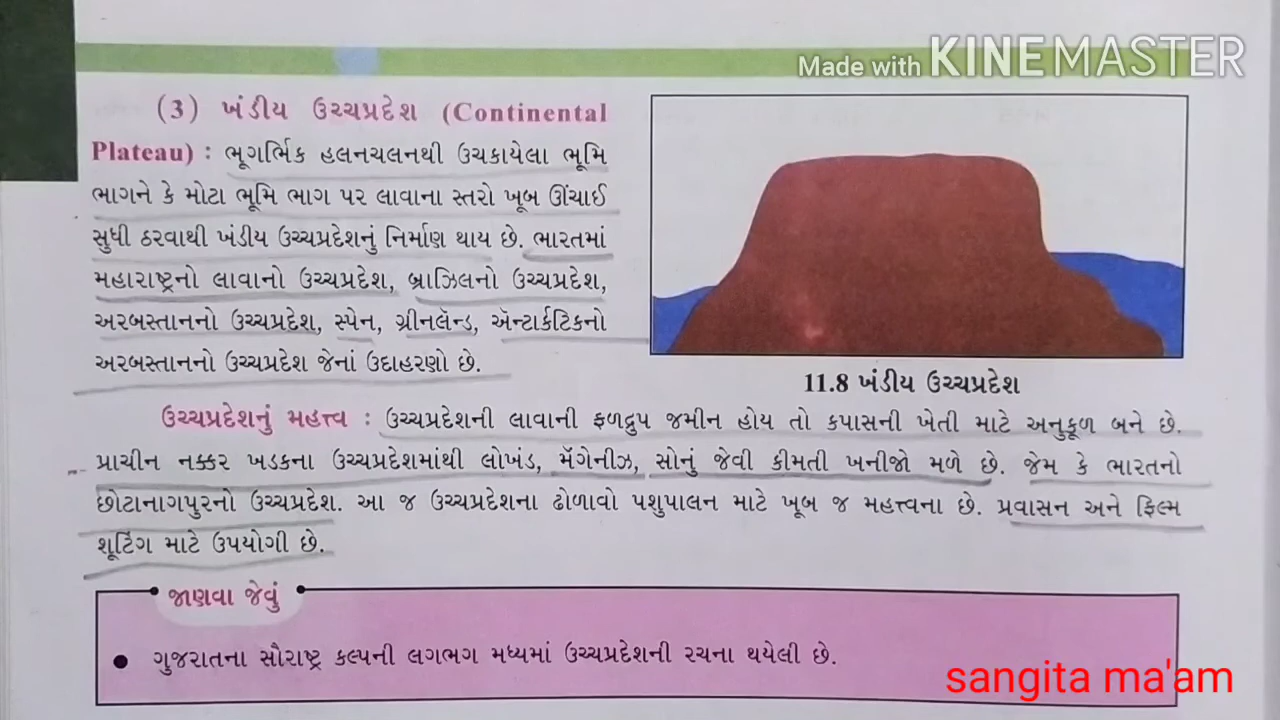 Made with KINEMASTER
(3) ખંડીય ઉચ્ચપ્રદેશ (Continental
Plateau) : ભૂગર્ભિક હલનચલનથી ઉચકાયેલા ભૂમિ
ભાગને કે મોટા ભૂમિ ભાગ પર લાવાના સ્તરો ખૂબ ઊંચાઈ
સુધી ઠરવાથી ખંડીય ઉચ્ચપ્રદેશનું નિર્માણ થાય છે. ભારતમાં
મહારાષ્ટ્રનો લાવાનો ઉચ્ચપ્રદેશ, બ્રાઝિલનો ઉચ્ચપ્રદેશ,
અરબસ્તાનનો ઉચ્ચપ્રદેશ, સ્પેન, ગ્રીનલૅન્ડ, ઍન્ટાર્કટિકનો
અરબસ્તાનનો ઉચ્ચપ્રદેશ જેનાં ઉદાહરણો છે.
11.8 ખંડીય ઉચ્ચપ્રદેશ
ઉચ્ચપ્રદેશનું મહત્ત્વ : ઉચ્ચપ્રદેશની લાવાની ફળદ્રુપ જમીન હોય તો કપાસની ખેતી માટે અનુકૂળ બને છે.
પ્રાચીન નક્કર ખડકના ઉચ્ચપ્રદેશમાંથી લોખંડ, મૅંગેનીઝ, સોનું જેવી કીમતી ખનીજો મળે છે. જેમ કે ભારતનો
છોટાનાગપુરનો ઉચ્ચપ્રદેશ. આ જ ઉચ્ચપ્રદેશના ઢોળાવો પશુપાલન માટે ખૂબ જ મહત્ત્વના છે. પ્રવાસન અને ફિલ્મ
શૂટિંગ માટે ઉપયોગી છે.
જાણવા જેવું
● ગુજરાતના સૌરાષ્ટ્ર કલ્પની લગભગ મધ્યમાં ઉચ્ચપ્રદેશની રચના થયેલી છે.
sangita ma'am